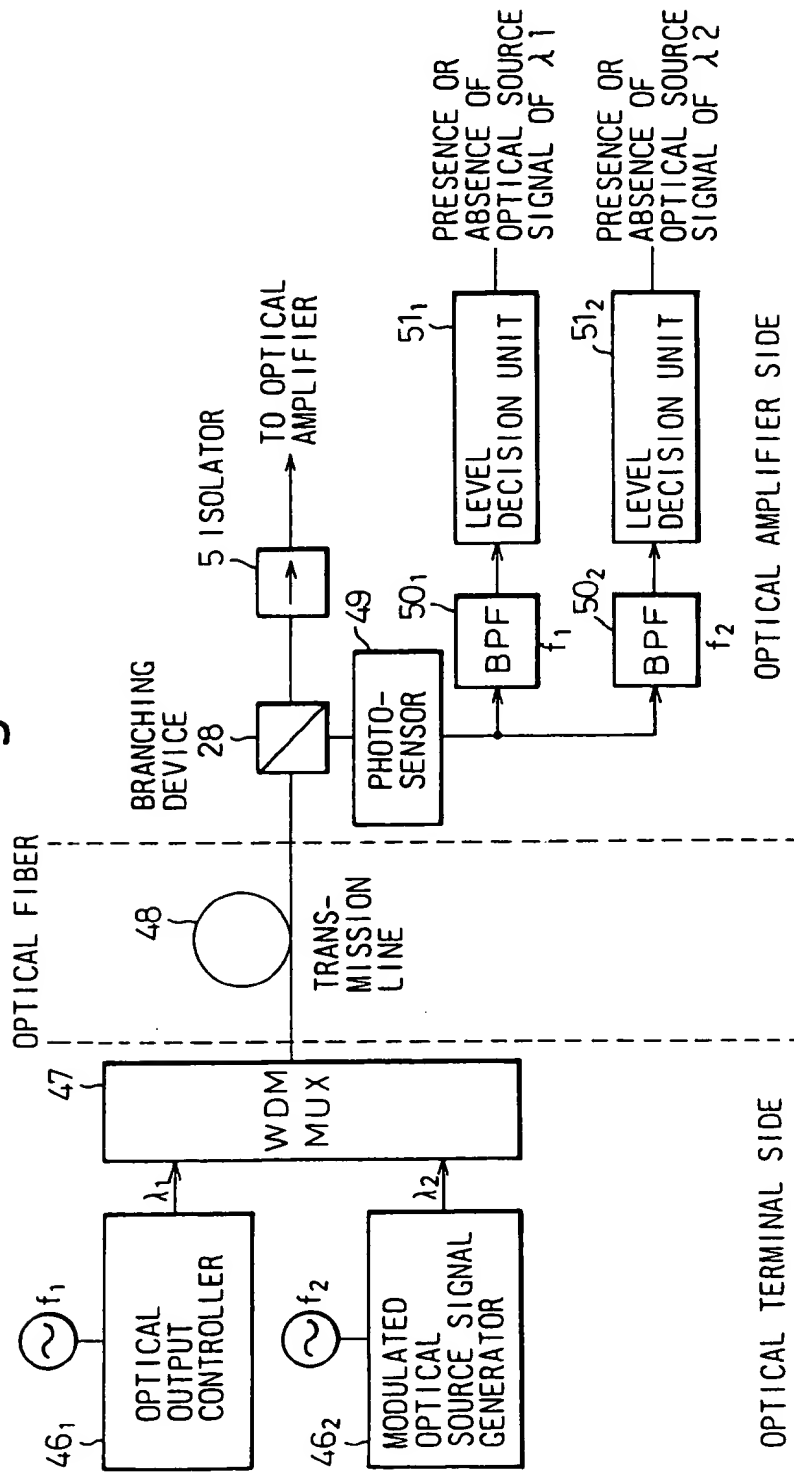 OPTICAL FIBER
46₁
f₁
OPTICAL
OUTPUT
CONTROLLER
λ₁
46₂
f₂
MODULATED
OPTICAL
SOURCE SIGNAL
GENERATOR
λ₂
47
WDM
MUX
48
TRANS-
MISSION
LINE
BRANCHING
DEVICE
28
5 ISOLATOR
TO OPTICAL
AMPLIFIER
49
PHOTO-
SENSOR
50₁
BPF
f₁
51₁
LEVEL
DECISION UNIT
PRESENCE OR
ABSENCE OF
OPTICAL SOURCE
SIGNAL OF λ1
50₂
BPF
f₂
51₂
LEVEL
DECISION UNIT
PRESENCE OR
ABSENCE OF
OPTICAL SOURCE
SIGNAL OF λ2
OPTICAL TERMINAL SIDE
OPTICAL AMPLIFIER SIDE